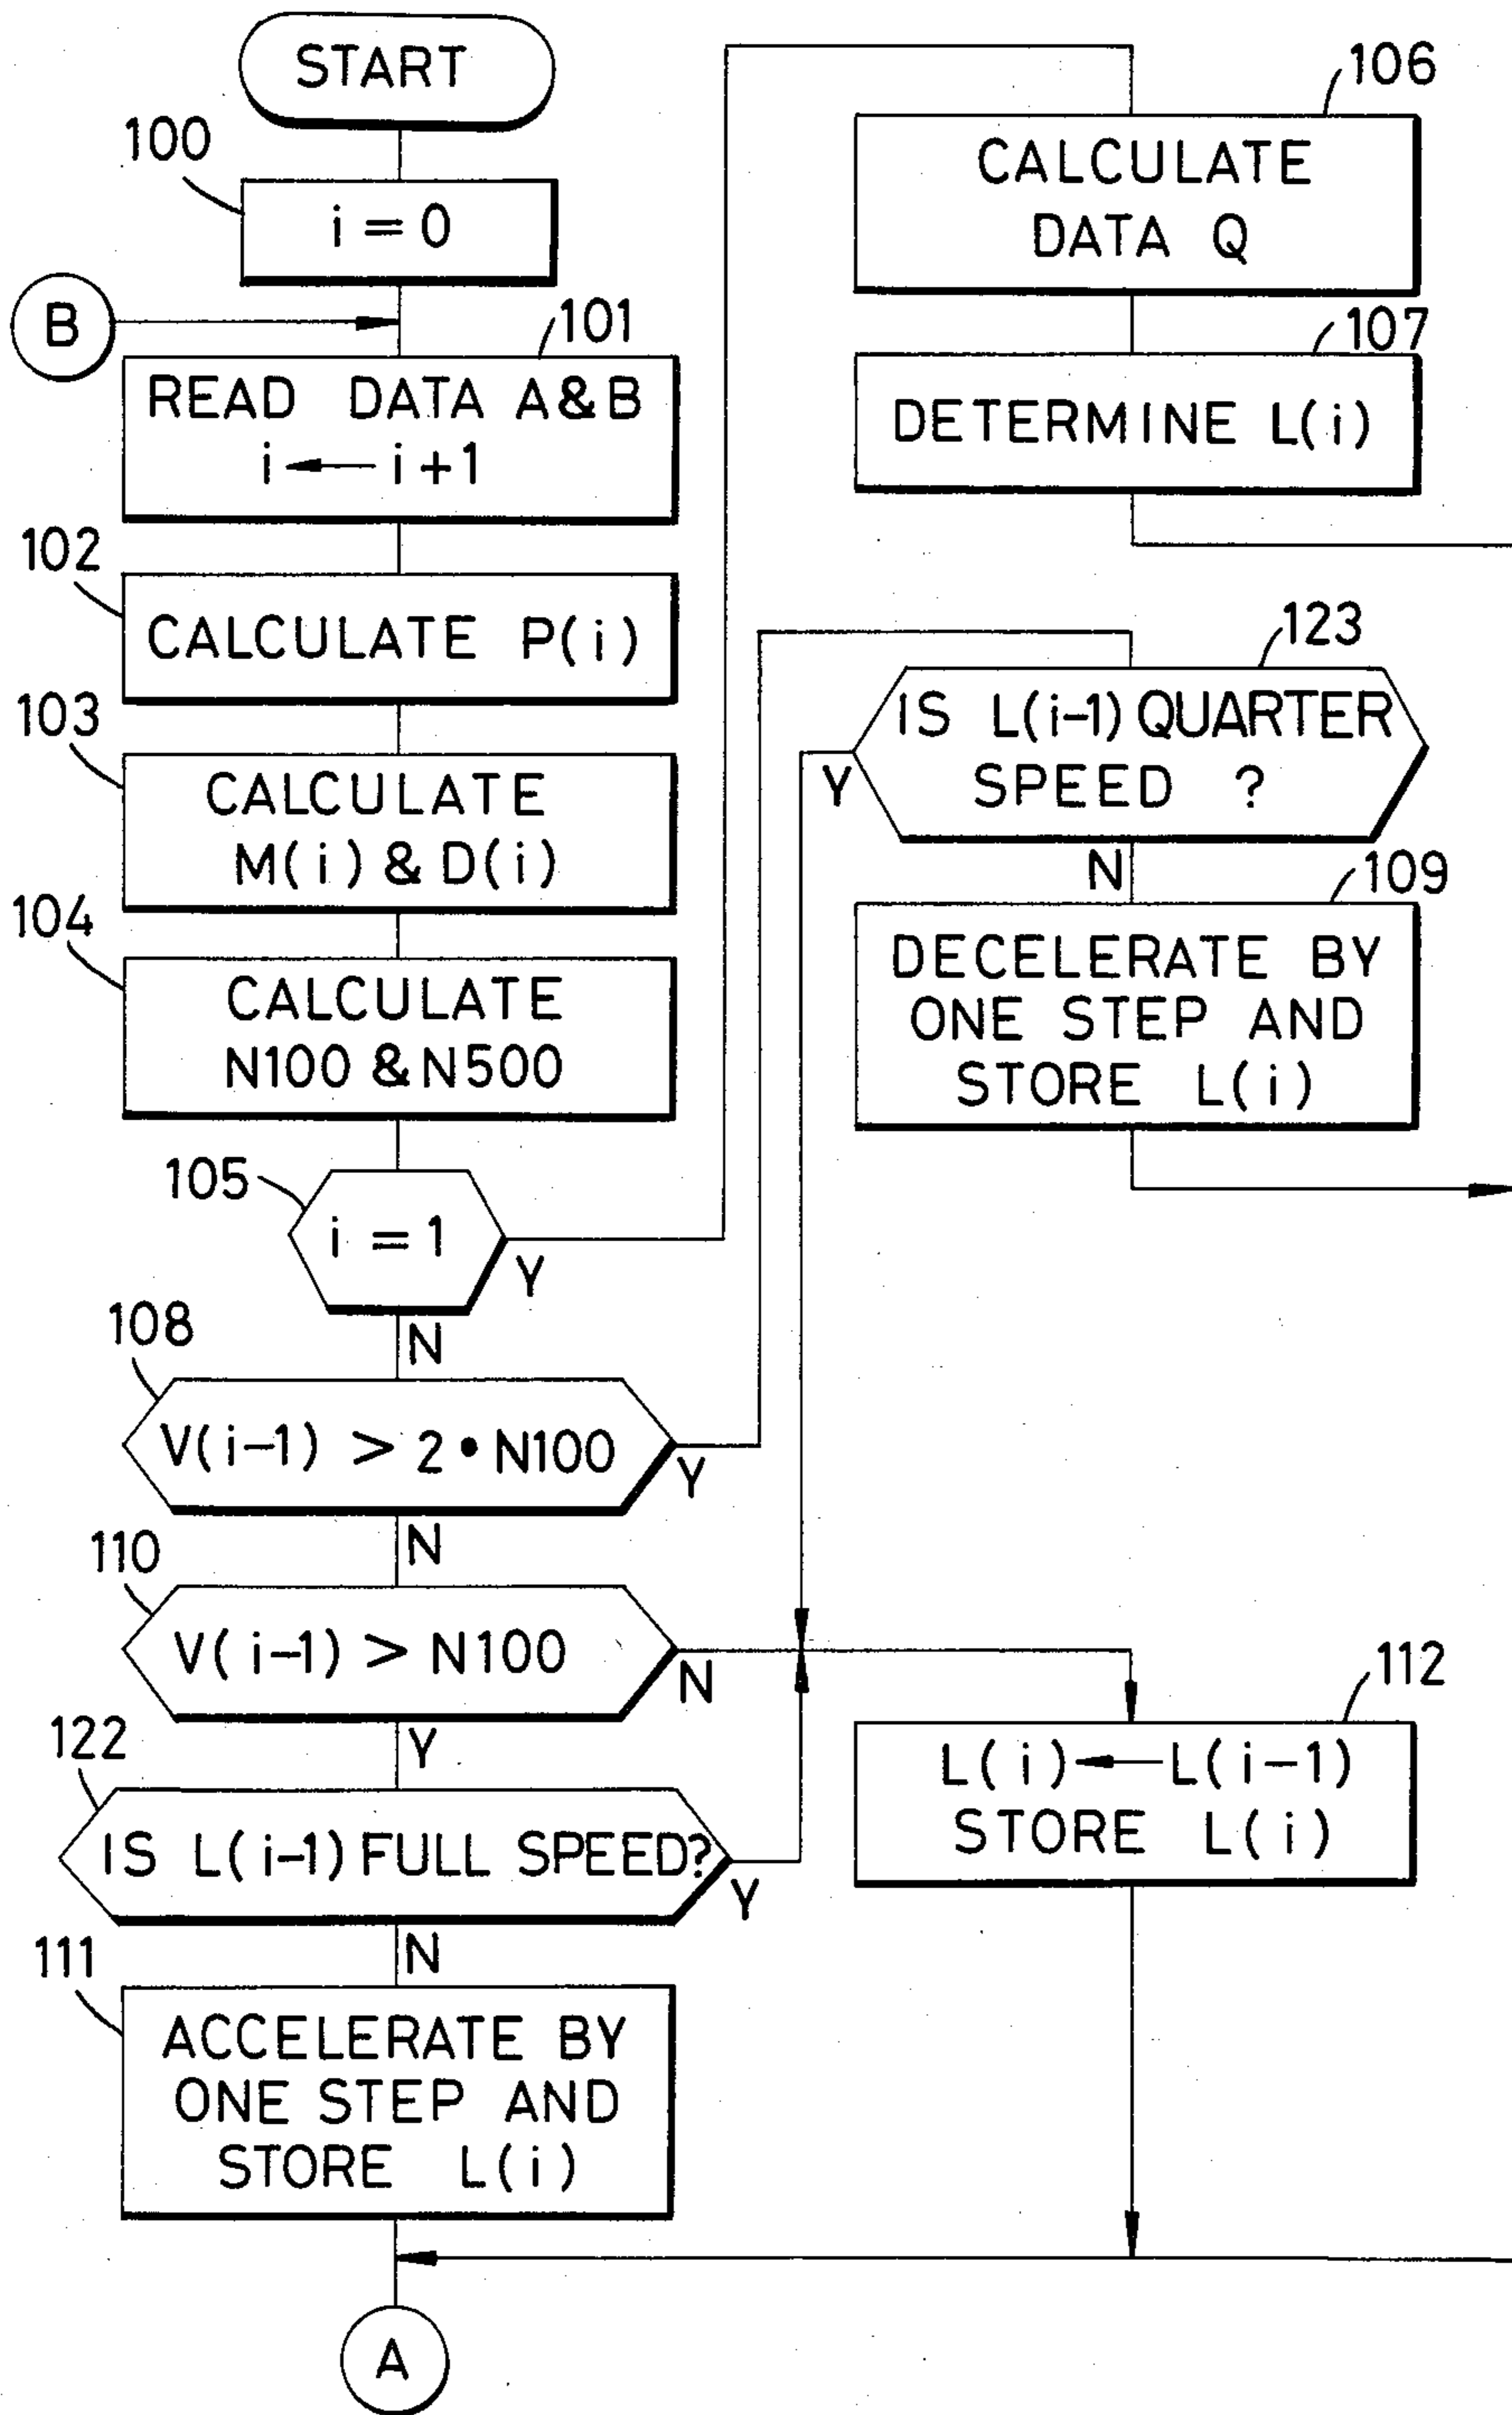 START
100
i = 0
B
101
READ DATA A&B
i ← i+1
102
CALCULATE P(i)
103
CALCULATE
M(i) & D(i)
104
CALCULATE
N100 & N500
105
i = 1
Y
N
108
V(i-1) > 2•N100
Y
N
110
V(i-1) > N100
N
Y
122
IS L(i-1) FULL SPEED?
Y
N
111
ACCELERATE BY
ONE STEP AND
STORE L(i)
A
106
CALCULATE
DATA Q
107
DETERMINE L(i)
123
IS L(i-1) QUARTER
SPEED ?
Y
N
109
DECELERATE BY
ONE STEP AND
STORE L(i)
112
L(i) ← L(i-1)
STORE L(i)